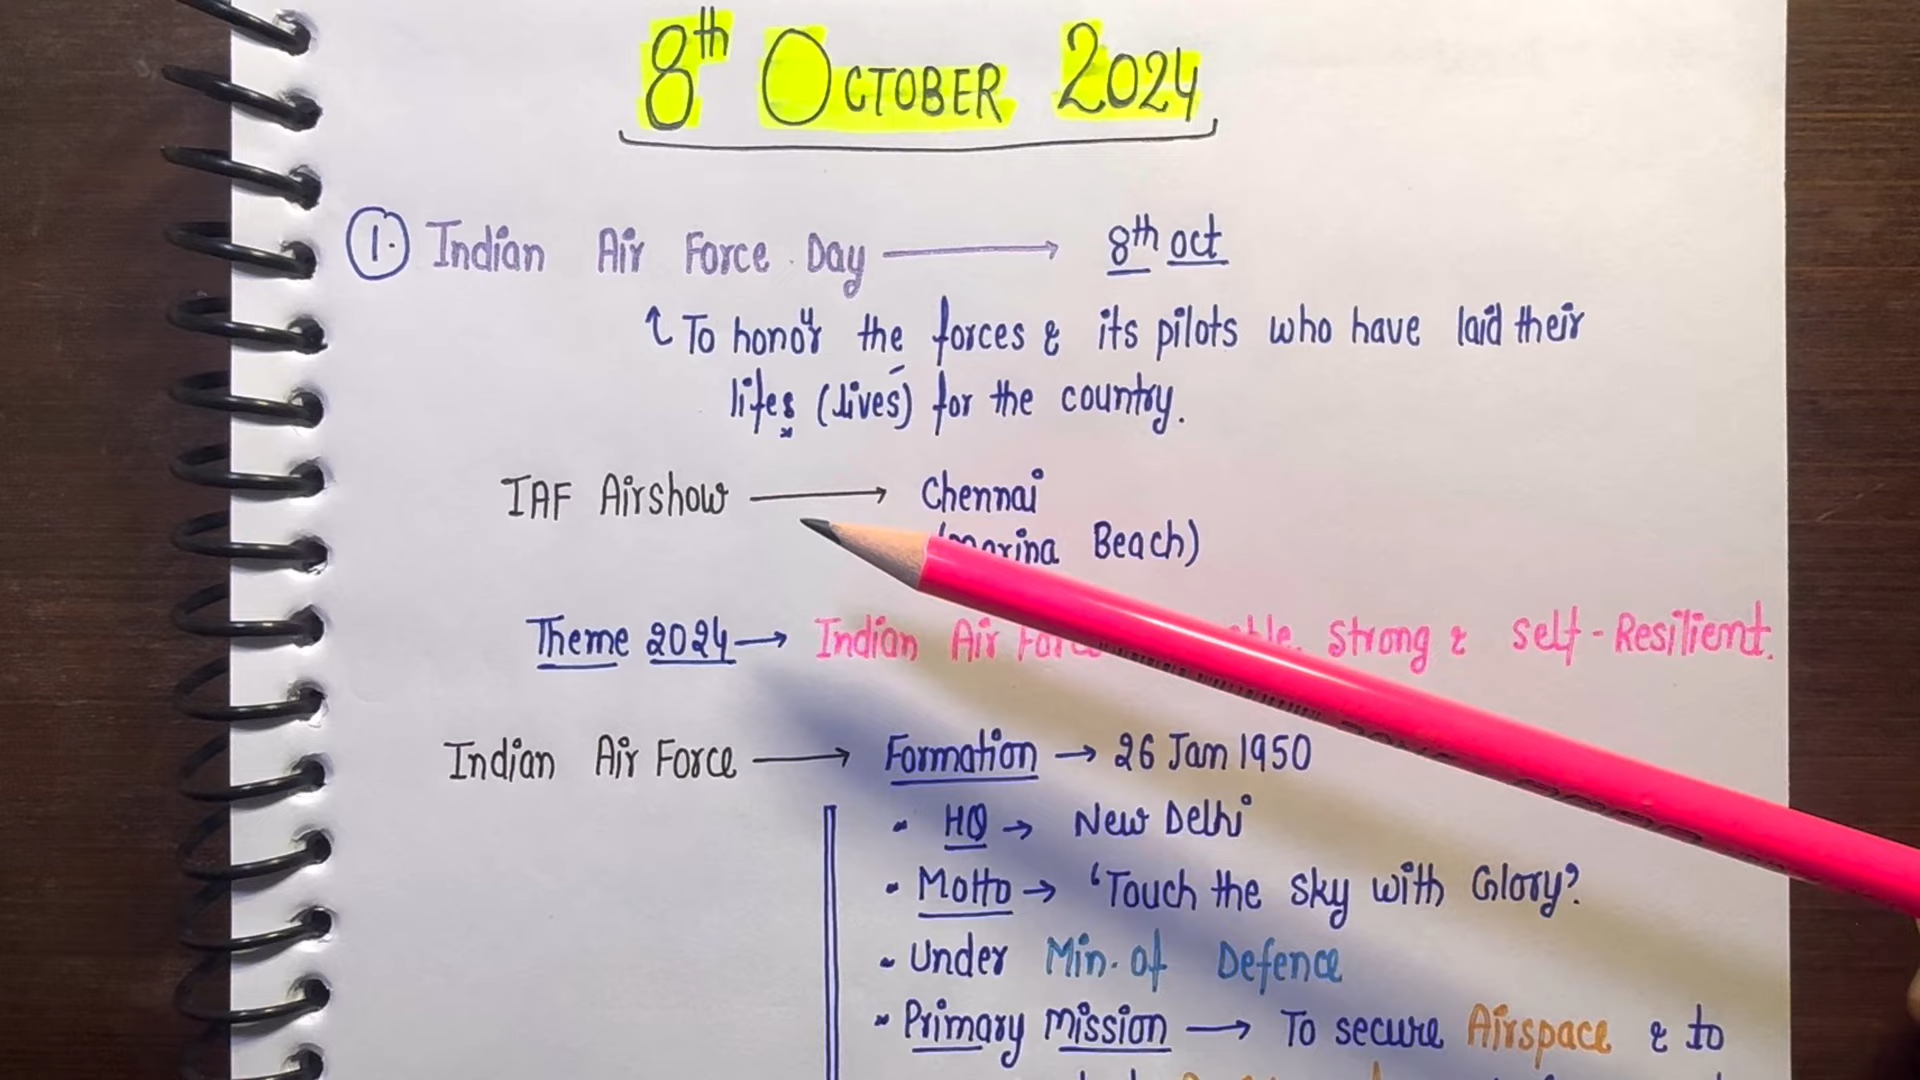 8th OCTOBER 2024
1. Indian Air Force Day → 8th oct
To honour the forces & its pilots who have laid their
lifes (lives) for the country.
IAF Airshow → Chennai
Beach)
Theme 2024 → Indian Air Strong & Self-Resilient.
Indian Air Force → Formation → 26 Jan 1950
• HQ → New Delhi
• Motto → 'Touch the Sky with Glory'
• Under Min. of Defence
• Primary Mission → To secure Airspace & to